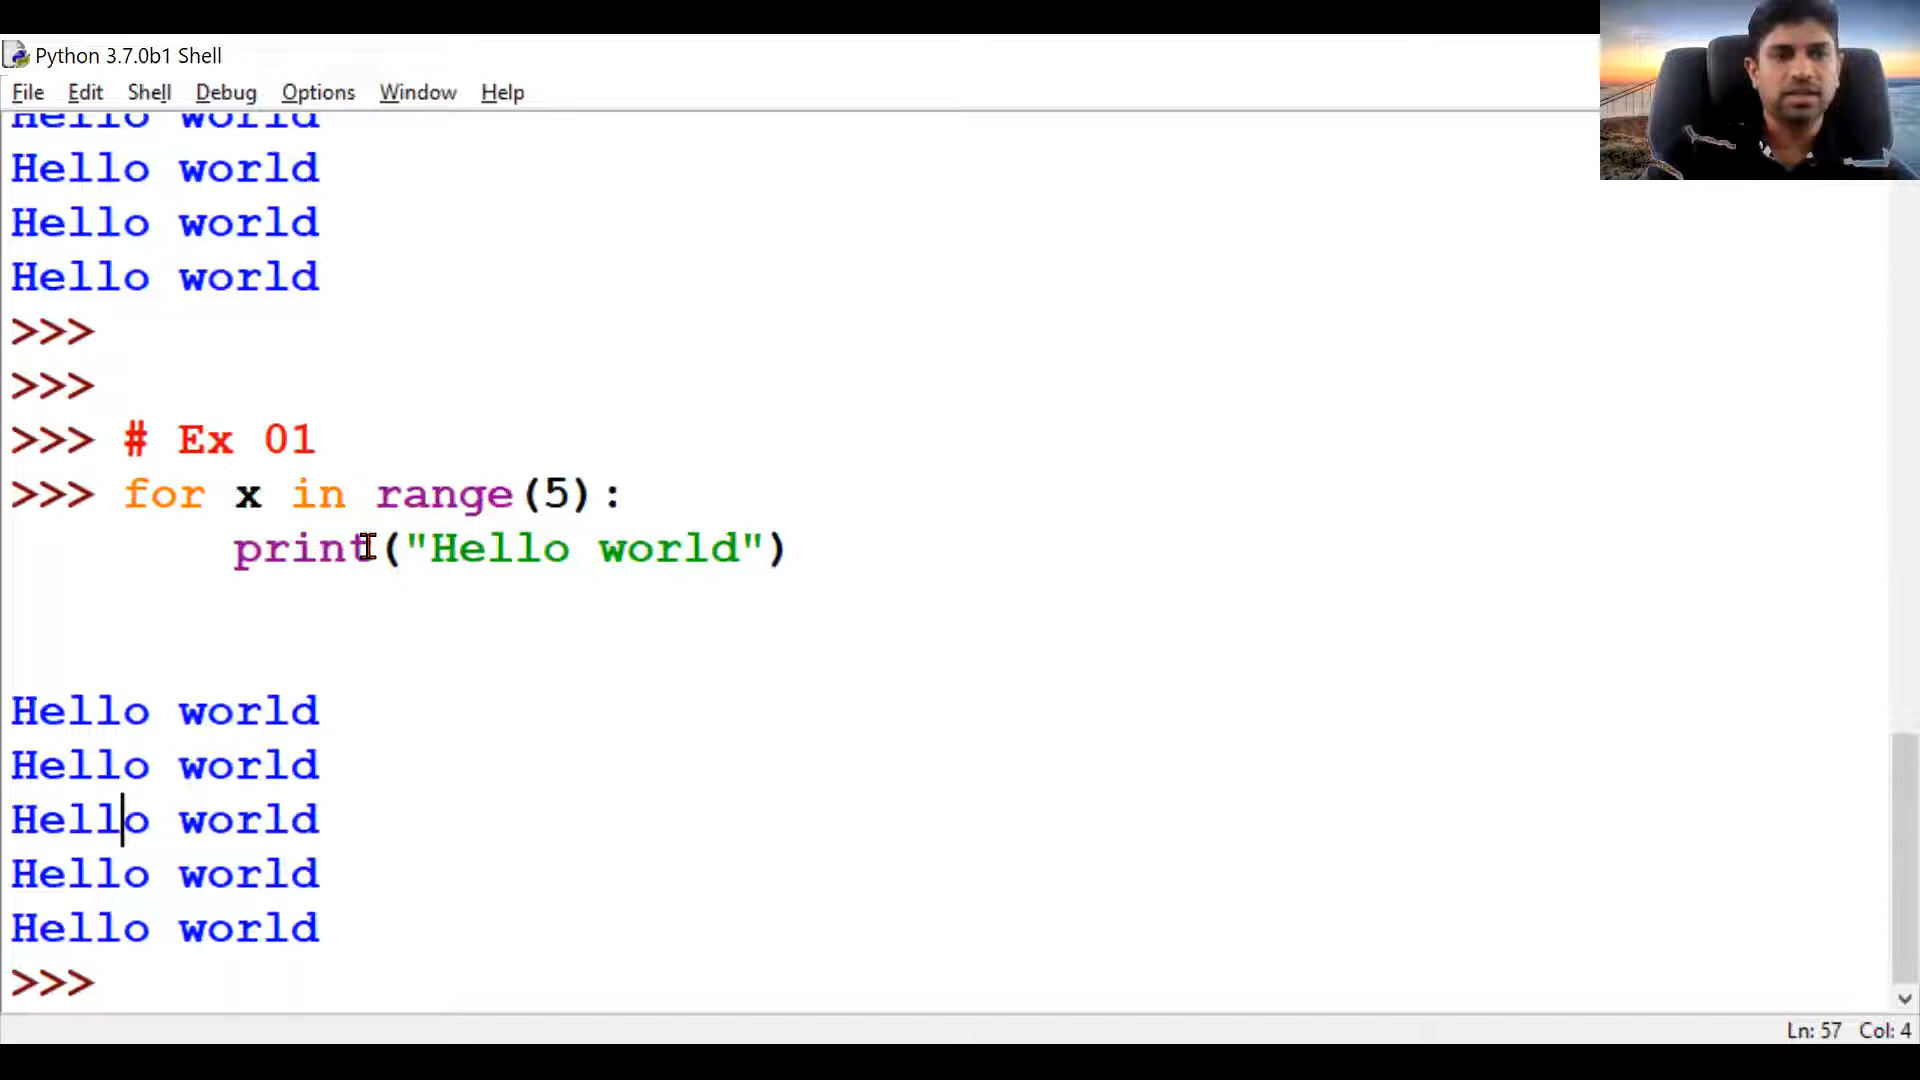 Python 3.7.0b1 Shell
File Edit Shell Debug Options Window Help
Hello world
Hello world
Hello world
Hello world
>>>
>>>
>>> # Ex 01
>>> for x in range(5):
print("Hello world")
Hello world
Hello world
Hello world
Hello world
Hello world
>>>
Ln: 57 Col: 4